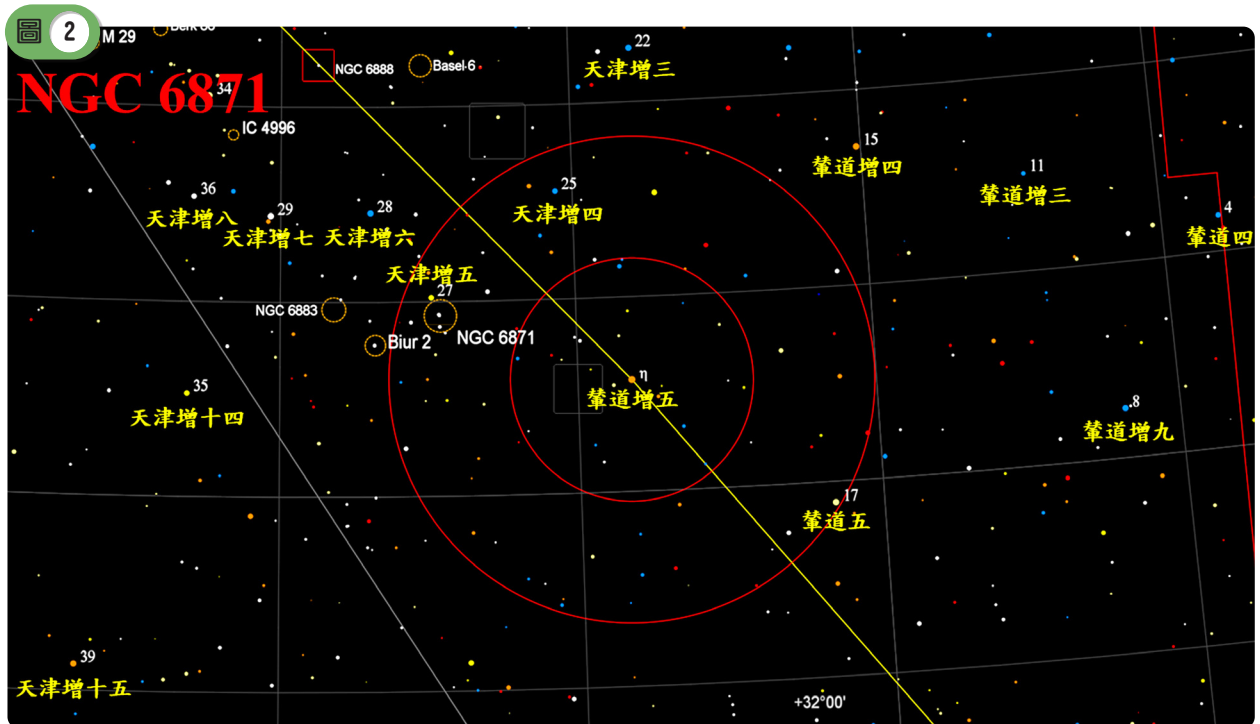 圖 2
M 29
Berk 86
22
天津增三
NGC 6888
Basel 6
NGC 6871
34
IC 4996
15
輦道增四
11
輦道增三
36
天津增八
29
天津增七
28
天津增六
25
天津增四
4
輦道四
天津增五
27
NGC 6883
NGC 6871
Biur 2
η
輦道增五
35
天津增十四
8
輦道增九
17
輦道五
39
天津增十五
+32°00'